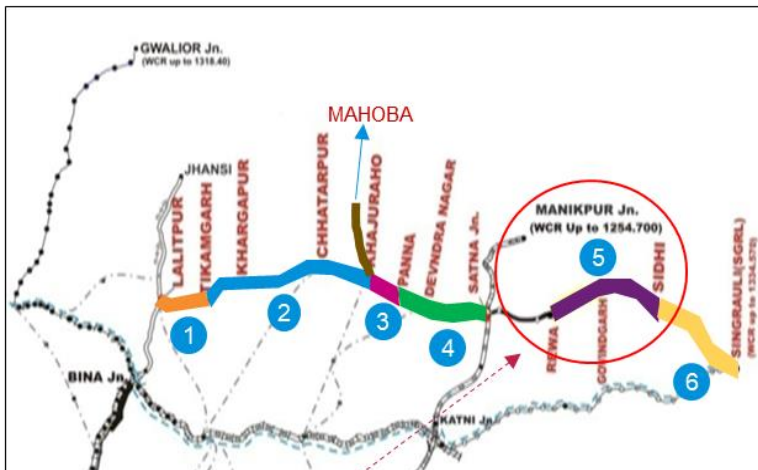 GWALIOR Jn.
(WCR up to 1318.40)
MAHOBA
JHANSI
LALITPUR
TIKAMGARH
KHARGAPUR
CHHATARPUR
KHAJURAHO
PANNA
DEVNDRA NAGAR
SATNA Jn.
MANIKPUR Jn.
(WCR Up to 1254.700)
5
SIDHI
1
2
3
4
REWA
GOVINDGARH
SINGRAULI(SGRL)
(WCR up to 1334.570)
6
BINA Jn.
KATNI Jn.